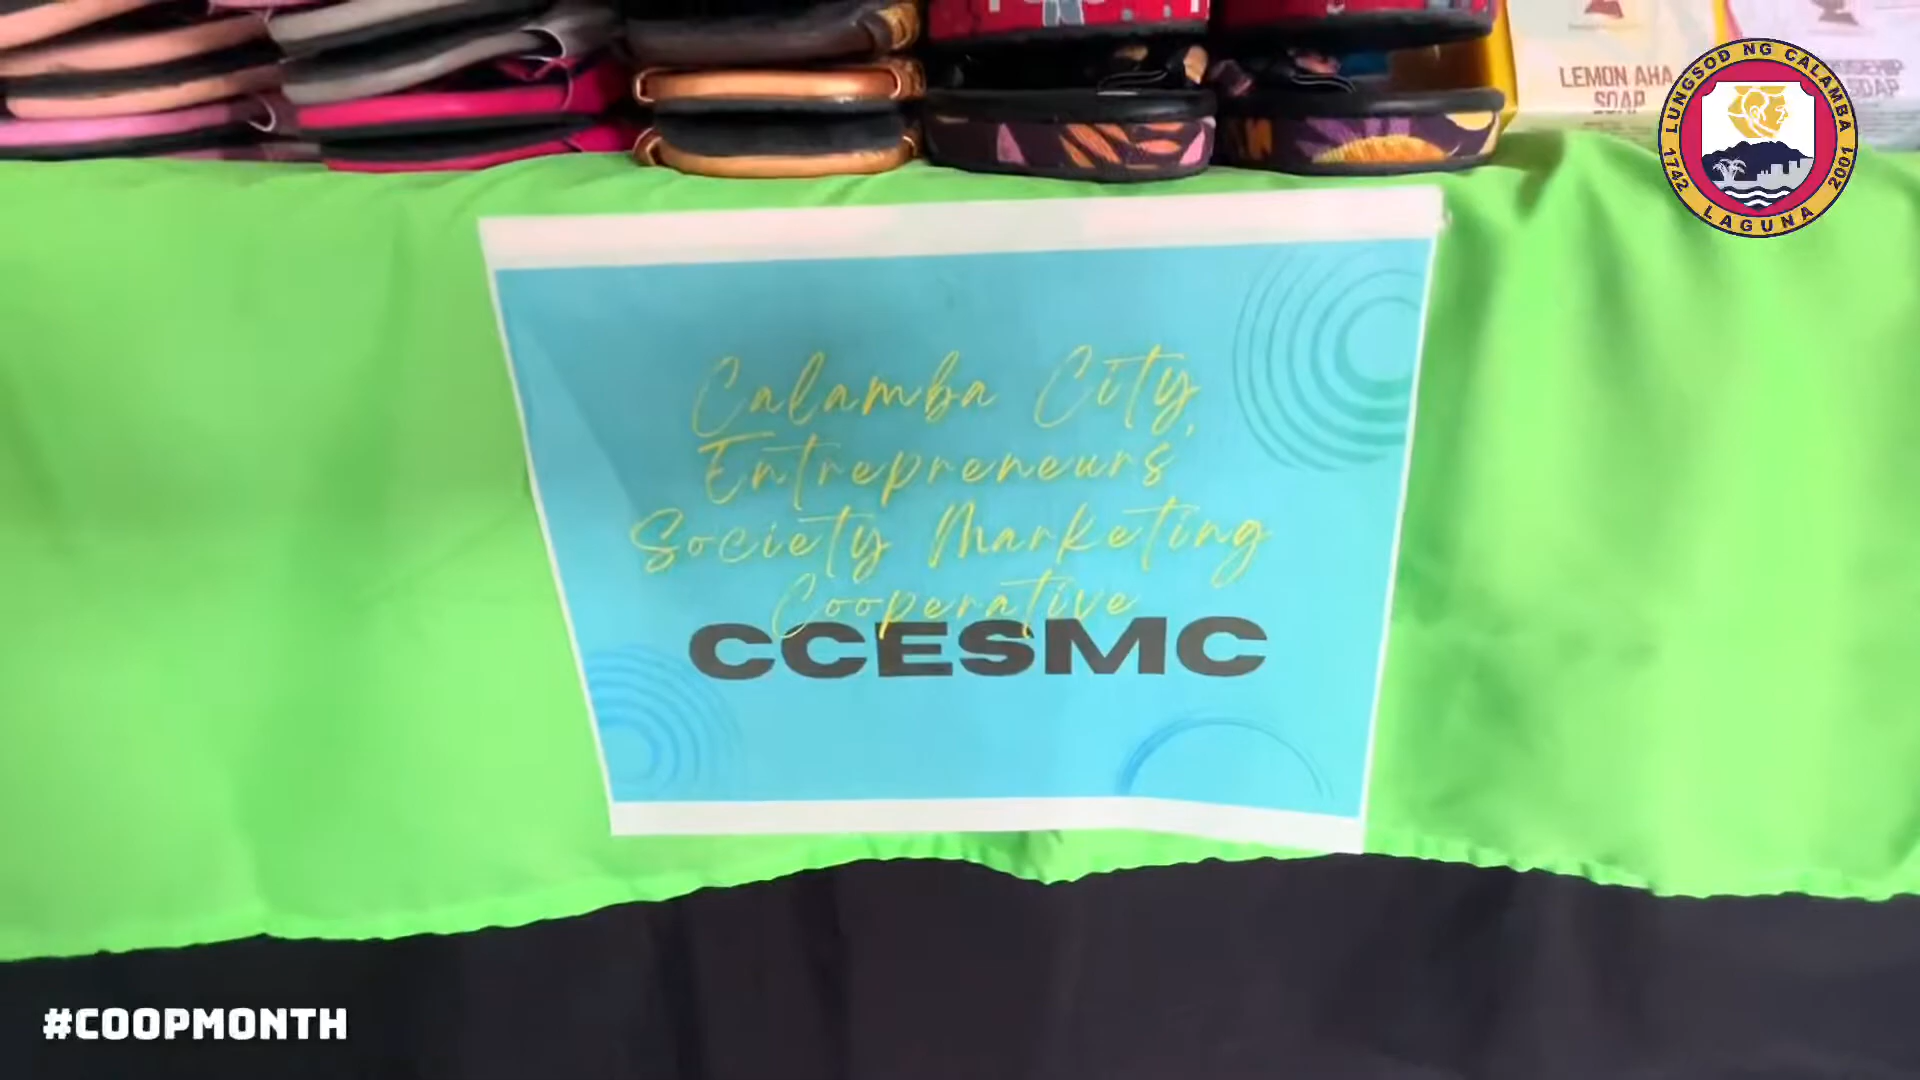 LEMON AHA
SOAP
SOAP
LUNGSOD NG CALAMBA
1742
2001
LAGUNA
Calamba City,
Entrepreneurs
Society Marketing
Cooperative
CCESMC
#COOPMONTH